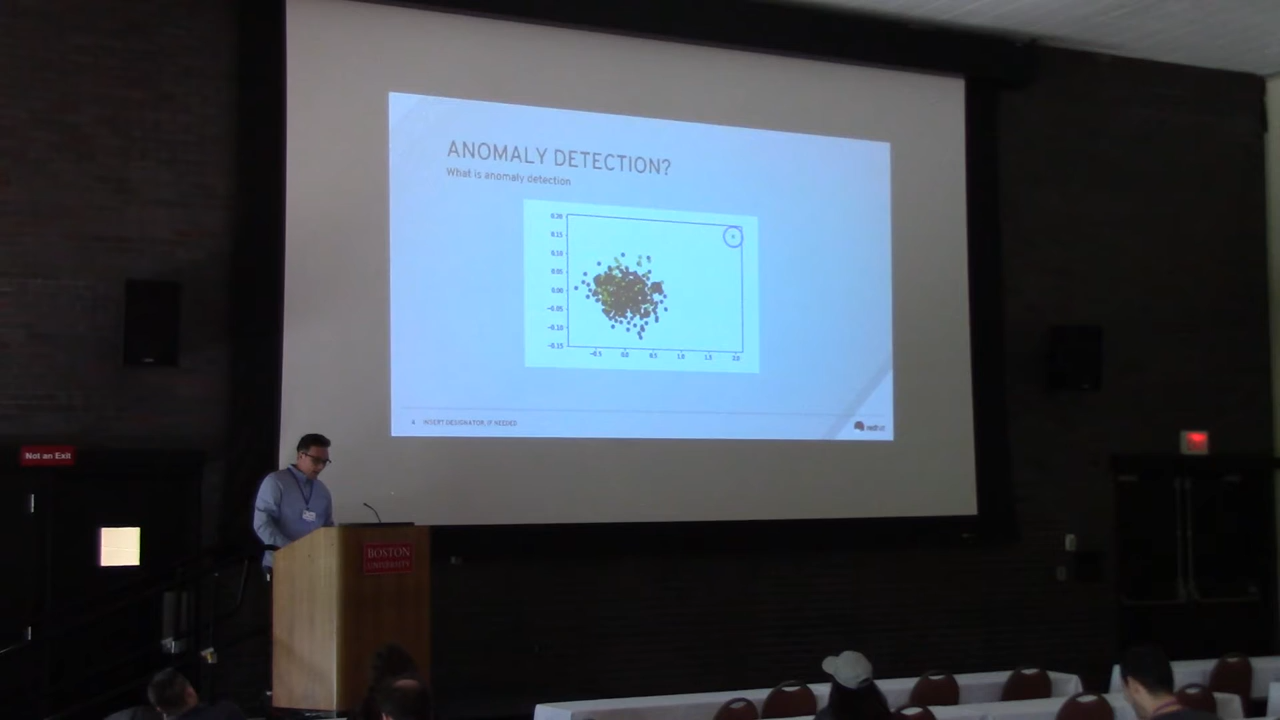 ANOMALY DETECTION?
What is anomaly detection
0.20
0.15
0.10
0.05
0.00
-0.05
-0.10
-0.15
-0.5 0.0 0.5 1.0 1.5 2.0
4 INSERT DESIGNATOR, IF NEEDED
redhat
Not an Exit
BOSTON
UNIVERSITY